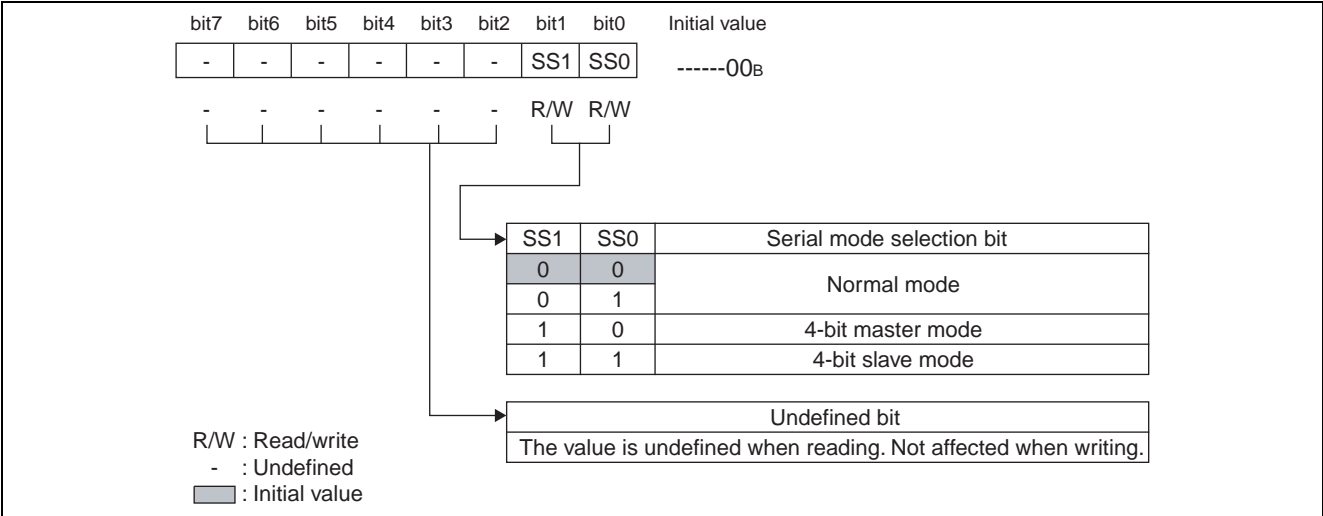 bit7 bit6 bit5 bit4 bit3 bit2 bit1 bit0 Initial value
- - - - - - SS1 SS0 ------00B
- - - - - - R/W R/W
SS1 SS0 Serial mode selection bit
0 0 Normal mode
0 1
1 0 4-bit master mode
1 1 4-bit slave mode
Undefined bit
The value is undefined when reading. Not affected when writing.
R/W : Read/write
- : Undefined
: Initial value